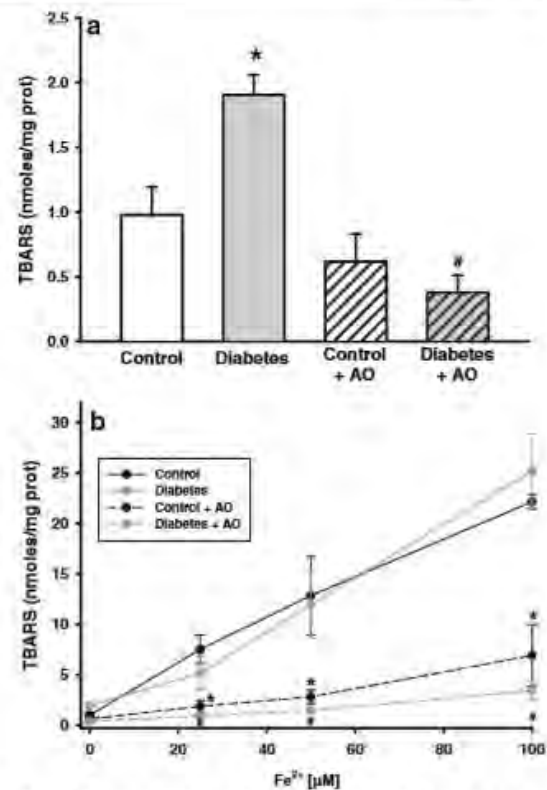 a
2.5
2.0
1.5
1.0
0.5
0.0
TBARS (nmoles/mg prot)
*
#
Control
Diabetes
Control
+ AO
Diabetes
+ AO
b
30
25
20
15
10
5
0
TBARS (nmoles/mg prot)
Control
Diabetes
Control + AO
Diabetes + AO
*
*
*
#
#
#
0
20
40
60
80
100
Fe²⁺ [µM]